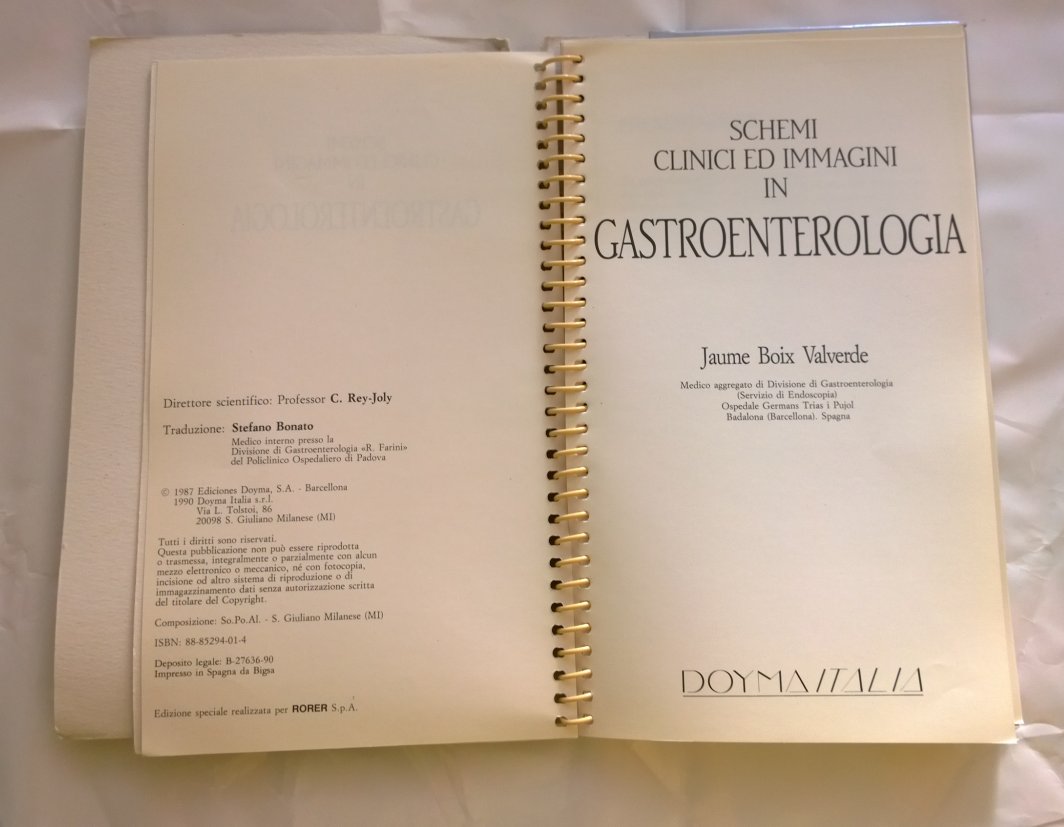 Direttore scientifico: Professor C. Rey-Joly
Traduzione: Stefano Bonato
Medico interno presso la
Divisione di Gastroenterologia «R. Farini»
del Policlinico Ospedaliero di Padova
© 1987 Ediciones Doyma, S.A. - Barcellona
1990 Doyma Italia s.r.l.
Via L. Tolstoi, 86
20098 S. Giuliano Milanese (MI)
Tutti i diritti sono riservati.
Questa pubblicazione non può essere riprodotta
o trasmessa, integralmente o parzialmente con alcun
mezzo elettronico o meccanico, né con fotocopia,
incisione od altro sistema di riproduzione o di
immagazzinamento dati senza autorizzazione scritta
del titolare del Copyright.
Composizione: So.Po.Al. - S. Giuliano Milanese (MI)
ISBN: 88-85294-01-4
Deposito legale: B-27636-90
Impresso in Spagna da Bigsa
Edizione speciale realizzata per RORER S.p.A.
SCHEMI
CLINICI ED IMMAGINI
IN
GASTROENTEROLOGIA
Jaume Boix Valverde
Medico aggregato di Divisione di Gastroenterologia
(Servizio di Endoscopia)
Ospedale Germans Trias i Pujol
Badalona (Barcellona). Spagna
DOYMA ITALIA